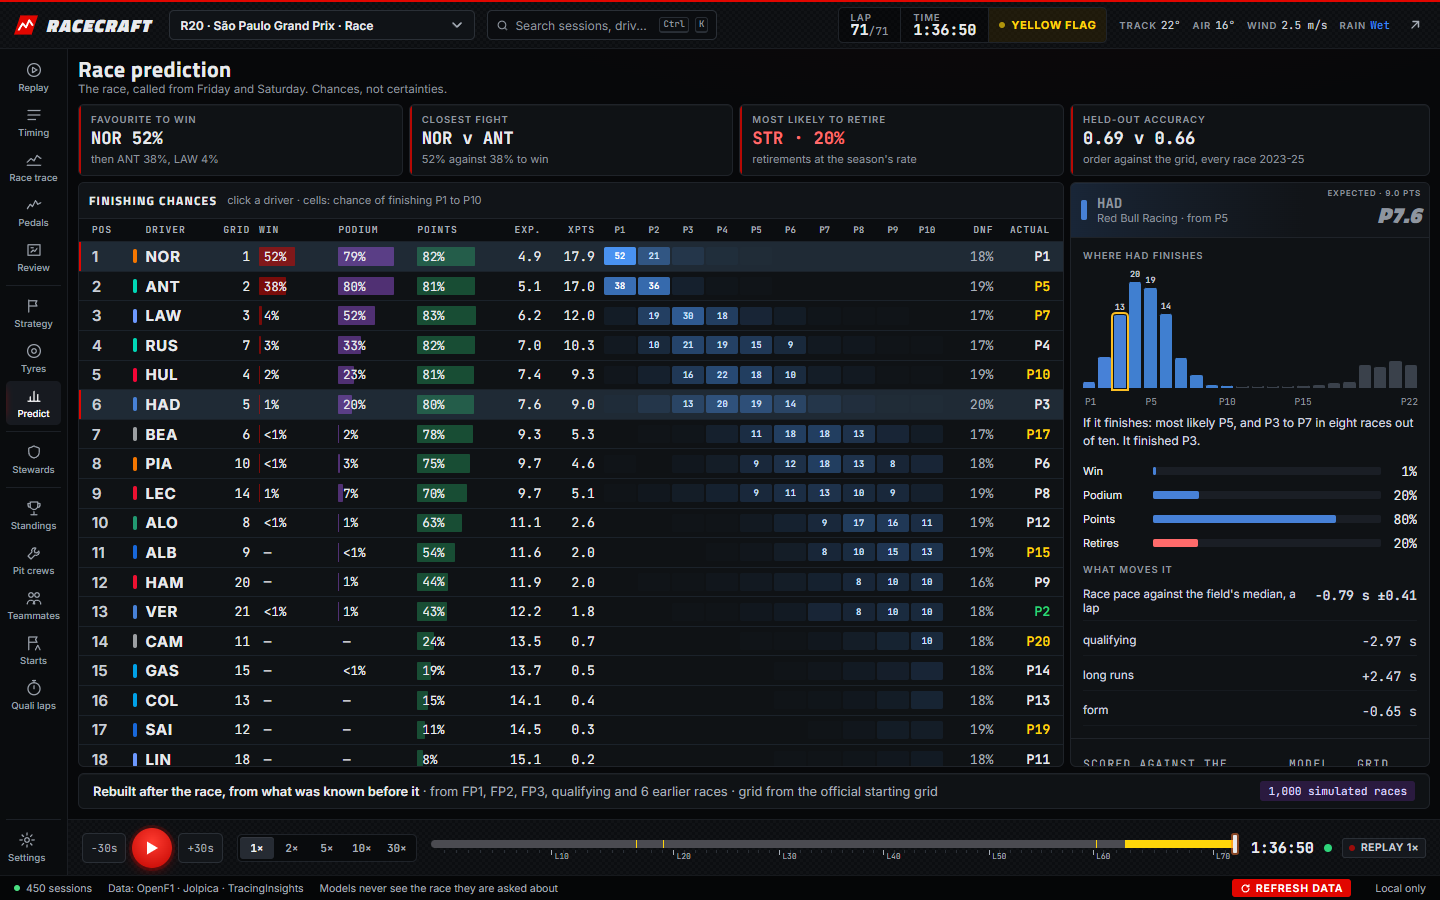 RACECRAFT
R20 · São Paulo Grand Prix · Race
Search sessions, driv... Ctrl K
LAP 71/71
TIME 1:36:50
YELLOW FLAG
TRACK 22° AIR 16° WIND 2.5 m/s RAIN Wet
Replay
Timing
Race trace
Pedals
Review
Strategy
Tyres
Predict
Stewards
Standings
Pit crews
Teammates
Starts
Quali laps
Settings
Race prediction
The race, called from Friday and Saturday. Chances, not certainties.
FAVOURITE TO WIN
NOR 52%
then ANT 38%, LAW 4%
CLOSEST FIGHT
NOR v ANT
52% against 38% to win
MOST LIKELY TO RETIRE
STR · 20%
retirements at the season's rate
HELD-OUT ACCURACY
0.69 v 0.66
order against the grid, every race 2023-25
FINISHING CHANCES click a driver · cells: chance of finishing P1 to P10
POS DRIVER GRID WIN PODIUM POINTS EXP. XPTS P1 P2 P3 P4 P5 P6 P7 P8 P9 P10 DNF ACTUAL
1 NOR 1 52% 79% 82% 4.9 17.9 52 21 18% P1
2 ANT 2 38% 80% 81% 5.1 17.0 38 36 19% P5
3 LAW 3 4% 52% 83% 6.2 12.0 19 30 18 17% P7
4 RUS 7 3% 33% 82% 7.0 10.3 10 21 19 15 9 17% P4
5 HUL 4 2% 23% 81% 7.4 9.3 16 22 18 10 19% P10
6 HAD 5 1% 20% 80% 7.6 9.0 13 20 19 14 20% P3
7 BEA 6 <1% 2% 78% 9.3 5.3 11 18 18 13 17% P17
8 PIA 10 <1% 3% 75% 9.7 4.6 9 12 18 13 8 18% P6
9 LEC 14 1% 7% 70% 9.7 5.1 9 11 13 10 9 19% P8
10 ALO 8 <1% 1% 63% 11.1 2.6 9 17 16 11 19% P12
11 ALB 9 – <1% 54% 11.6 2.0 8 10 15 13 19% P15
12 HAM 20 – 1% 44% 11.9 2.0 8 10 10 16% P9
13 VER 21 <1% 1% 43% 12.2 1.8 8 10 10 18% P2
14 CAM 11 – – 24% 13.5 0.7 10 18% P20
15 GAS 15 – <1% 19% 13.7 0.5 18% P14
16 COL 13 – – 15% 14.1 0.4 18% P13
17 SAI 12 – – 11% 14.5 0.3 19% P19
18 LIN 18 – – 8% 15.1 0.2 18% P11
EXPECTED · 9.0 PTS
HAD
Red Bull Racing · from P5
P7.6
WHERE HAD FINISHES
13 20 19 14
P1 P5 P10 P15 P22
If it finishes: most likely P5, and P3 to P7 in eight races out
of ten. It finished P3.
Win 1%
Podium 20%
Points 80%
Retires 20%
WHAT MOVES IT
Race pace against the field's median, a
lap
-0.79 s ±0.41
qualifying -2.97 s
long runs +2.47 s
form -0.65 s
SCORED AGAINST THE MODEL GRID
Rebuilt after the race, from what was known before it · from FP1, FP2, FP3, qualifying and 6 earlier races · grid from the official starting grid
1,000 simulated races
-30s +30s 1× 2× 5× 10× 30×
L10 L20 L30 L40 L50 L60 L70
1:36:50 REPLAY 1×
450 sessions Data: OpenF1 · Jolpica · TracingInsights Models never see the race they are asked about
REFRESH DATA Local only